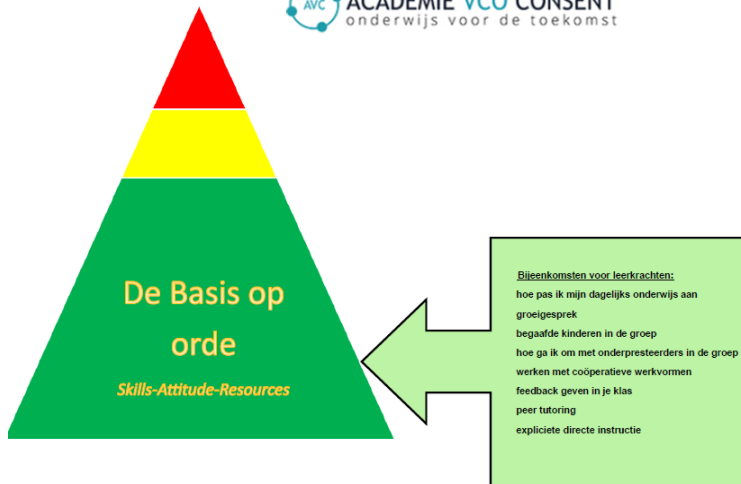 AVC ACADEMIE VCO CONSENT
onderwijs voor de toekomst
De Basis op
orde
Skills-Attitude-Resources
Bijeenkomsten voor leerkrachten:
hoe pas ik mijn dagelijks onderwijs aan
groeigesprek
begaafde kinderen in de groep
hoe ga ik om met onderpresteerders in de groep
werken met coöperatieve werkvormen
feedback geven in je klas
peer tutoring
expliciete directe instructie